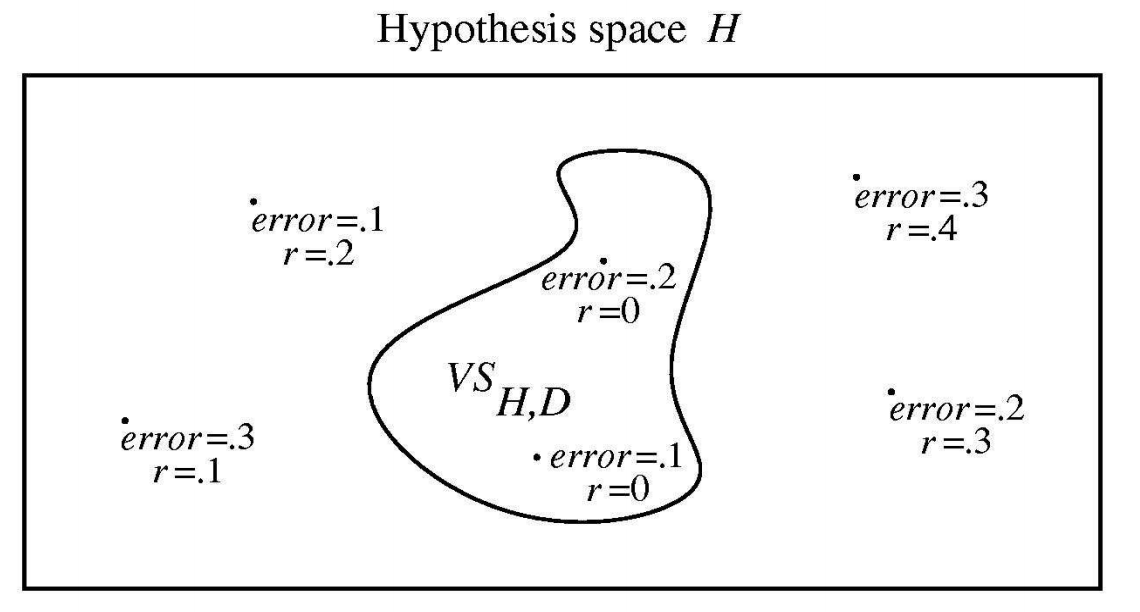 Hypothesis space H
error=.1
r=.2
error=.3
r=.4
error=.2
r=0
VS H,D
error=.3
r=.1
error=.2
r=.3
error=.1
r=0